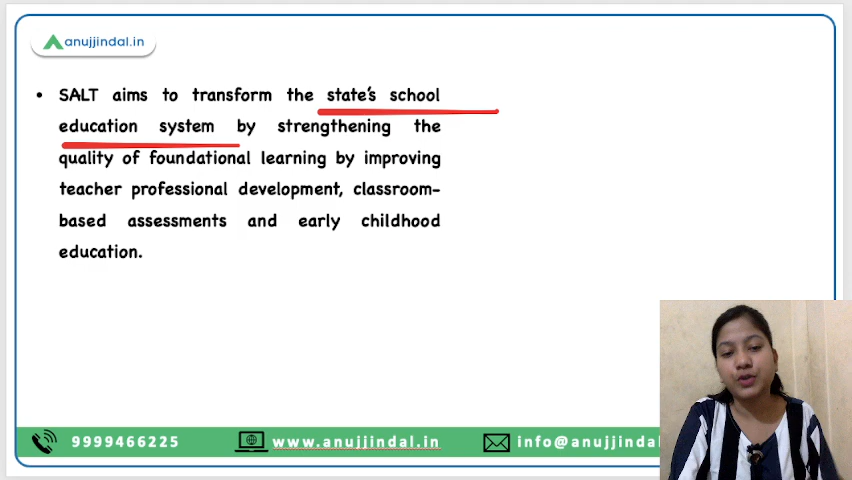 anujjindal.in
• SALT aims to transform the state's school
education system by strengthening the
quality of foundational learning by improving
teacher professional development, classroom-
based assessments and early childhood
education.
9999466225 www.anujjindal.in info@anujjindal